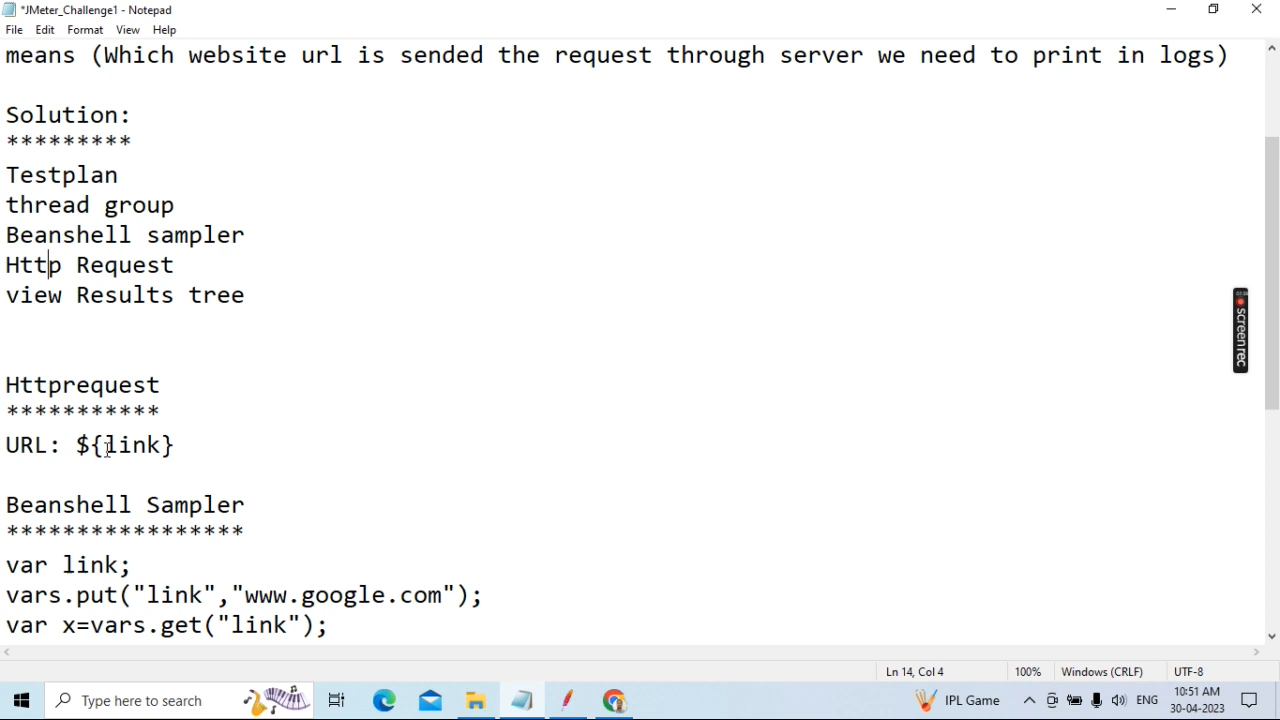 *JMeter_Challenge1 - Notepad
File Edit Format View Help
means (Which website url is sended the request through server we need to print in logs)
Solution:
*********
Testplan
thread group
Beanshell sampler
Http Request
view Results tree
Httprequest
***********
URL: ${link}
Beanshell Sampler
*****************
var link;
vars.put("link","www.google.com");
var x=vars.get("link");
screenrec
Ln 14, Col 4 100% Windows (CRLF) UTF-8
Type here to search IPL Game ENG 10:51 AM
30-04-2023